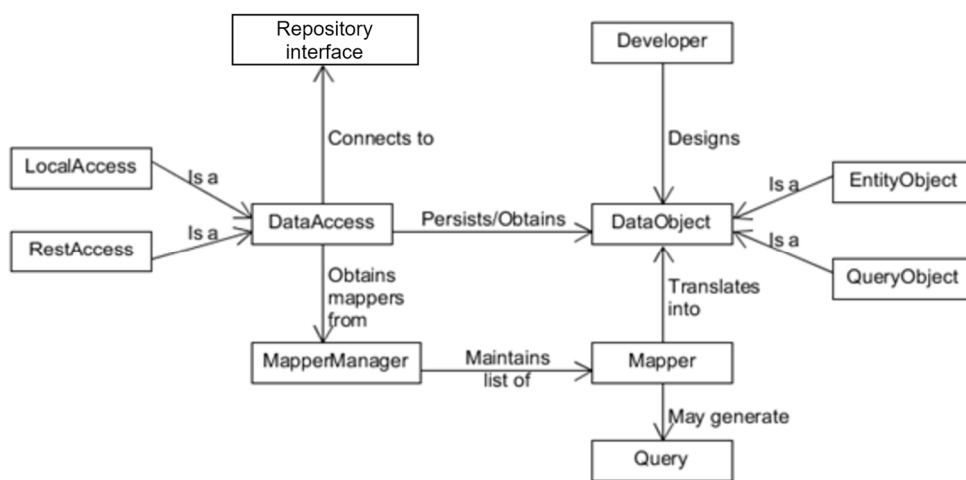 Repository
interface
Developer
Connects to
Designs
LocalAccess
Is a
EntityObject
Is a
DataAccess
Persists/Obtains
DataObject
RestAccess
Is a
Is a
QueryObject
Obtains
mappers
from
Translates
into
MapperManager
Maintains
list of
Mapper
May generate
Query